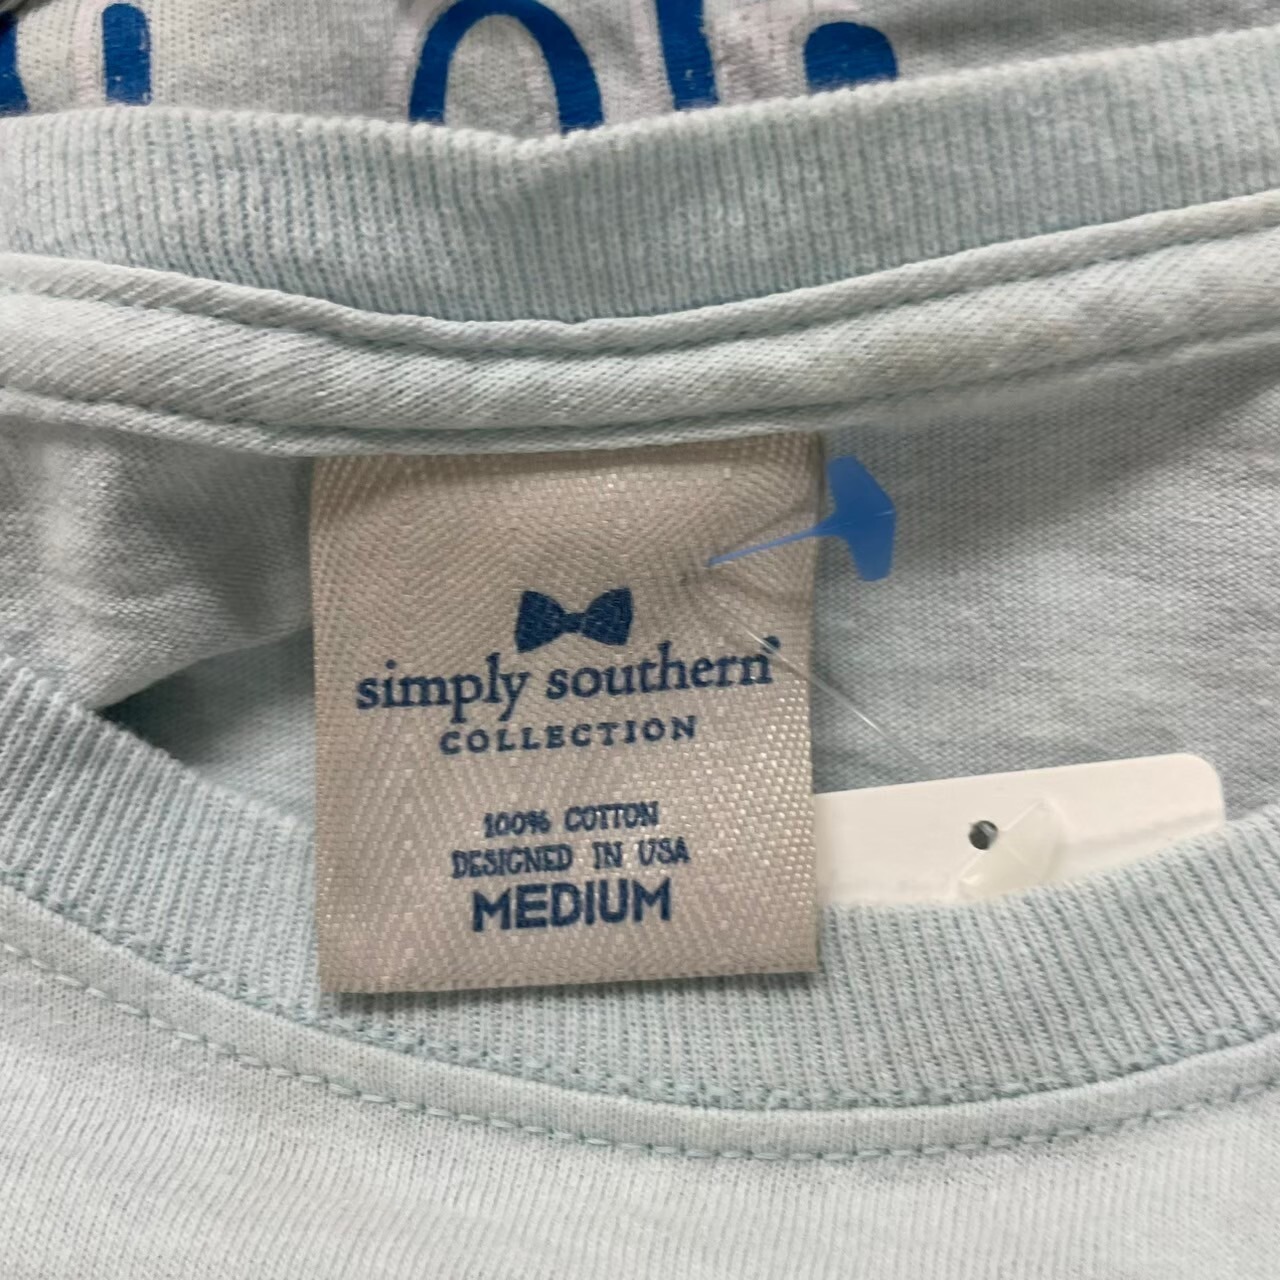 simply southern
COLLECTION
100% COTTON
DESIGNED IN USA
MEDIUM